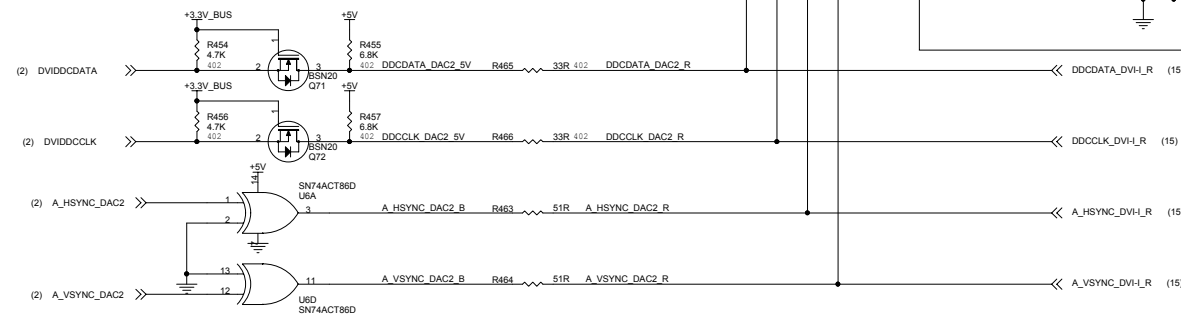 +3.3V_BUS
+5V
R454
4.7K
402
1
R455
6.8K
(2) DVIDDCDATA
2
3
BSN20
Q71
402 DDCDATA_DAC2_5V R465 33R 402 DDCDATA_DAC2_R
DDCDATA_DVI-I_R (15
+3.3V_BUS
+5V
R456
4.7K
402
1
R457
6.8K
(2) DVIDDCCLK
2
3
BSN20
Q72
402 DDCCLK_DAC2_5V R466 33R 402 DDCCLK_DAC2_R
DDCCLK_DVI-I_R (15)
+5V
14
SN74ACT86D
U6A
(2) A_HSYNC_DAC2
1
2
3
A_HSYNC_DAC2_B R463 51R A_HSYNC_DAC2_R
A_HSYNC_DVI-I_R (15
13
12
11
(2) A_VSYNC_DAC2
A_VSYNC_DAC2_B R464 51R A_VSYNC_DAC2_R
A_VSYNC_DVI-I_R (15)
U6D
SN74ACT86D